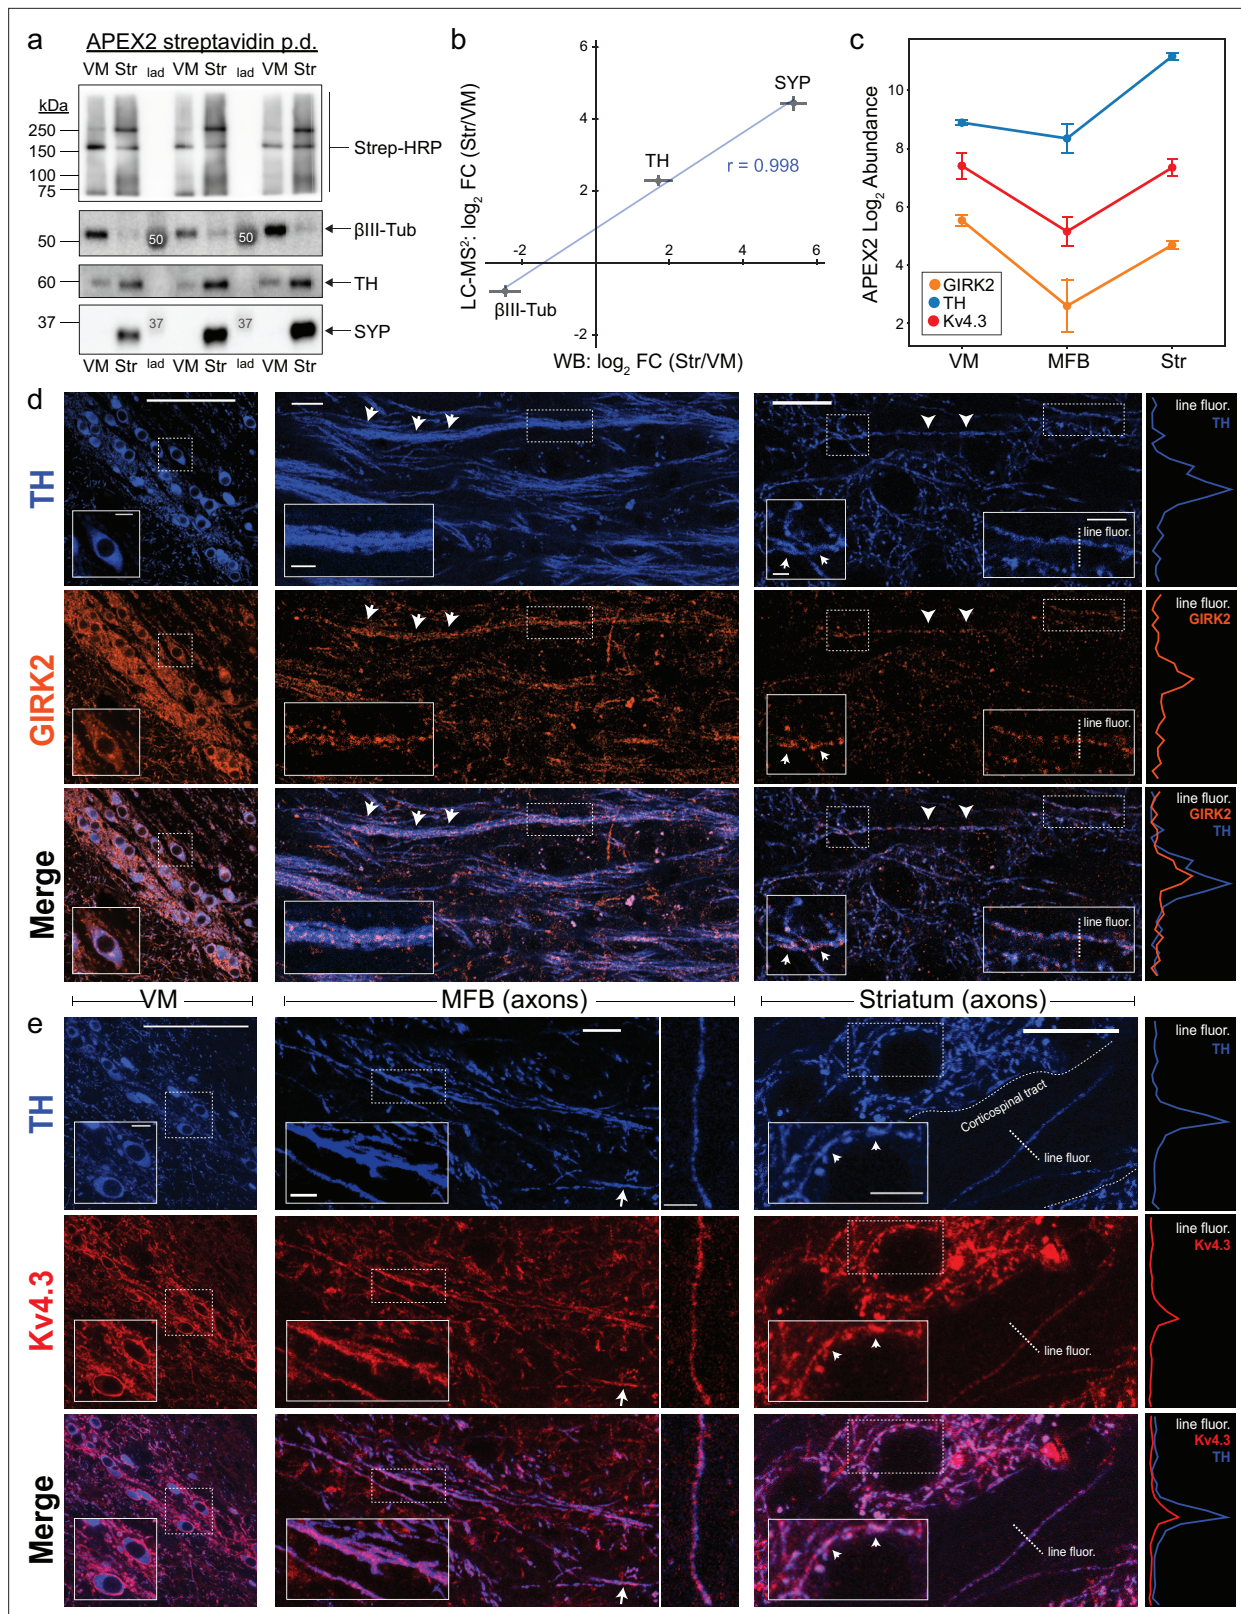 a
APEX2 streptavidin p.d.
VM Str lad VM Str lad VM Str
kDa
250
150
100
75
Strep-HRP
50
50
50
βIII-Tub
60
TH
37
37
37
SYP
VM Str lad VM Str lad VM Str
b
LC-MS²: log₂ FC (Str/VM)
6
4
2
-2
-2
2
4
6
SYP
TH
r = 0.998
βIII-Tub
WB: log₂ FC (Str/VM)
c
APEX2 Log₂ Abundance
10
8
6
4
2
GIRK2
TH
Kv4.3
VM MFB Str
d
TH
line fluor.
line fluor.
TH
GIRK2
line fluor.
line fluor.
GIRK2
Merge
line fluor.
line fluor.
GIRK2
TH
VM MFB (axons) Striatum (axons)
e
TH
Corticospinal tract
line fluor.
line fluor.
TH
Kv4.3
line fluor.
line fluor.
Kv4.3
Merge
line fluor.
line fluor.
Kv4.3
TH